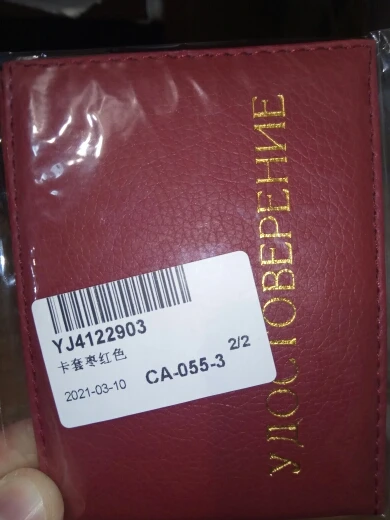 УДОСТОВЕРЕНИЕ
YJ4122903
卡套枣红色
2021-03-10
CA-055-3
2/2